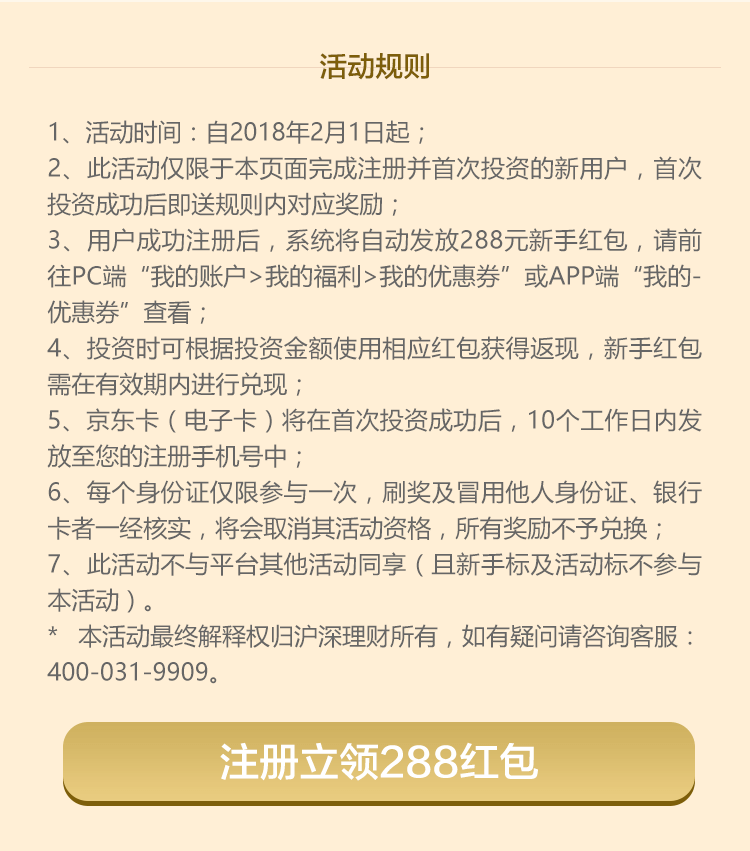 活动规则
1、活动时间：自2018年2月1日起；
2、此活动仅限于本页面完成注册并首次投资的新用户，首次
投资成功后即送规则内对应奖励；
3、用户成功注册后，系统将自动发放288元新手红包，请前
往PC端“我的账户>我的福利>我的优惠券”或APP端“我的-
优惠券”查看；
4、投资时可根据投资金额使用相应红包获得返现，新手红包
需在有效期内进行兑现；
5、京东卡（电子卡）将在首次投资成功后，10个工作日内发
放至您的注册手机号中；
6、每个身份证仅限参与一次，刷奖及冒用他人身份证、银行
卡者一经核实，将会取消其活动资格，所有奖励不予兑换；
7、此活动不与平台其他活动同享（且新手标及活动标不参与
本活动）。
* 本活动最终解释权归沪深理财所有，如有疑问请咨询客服：
400-031-9909。
注册立领288红包